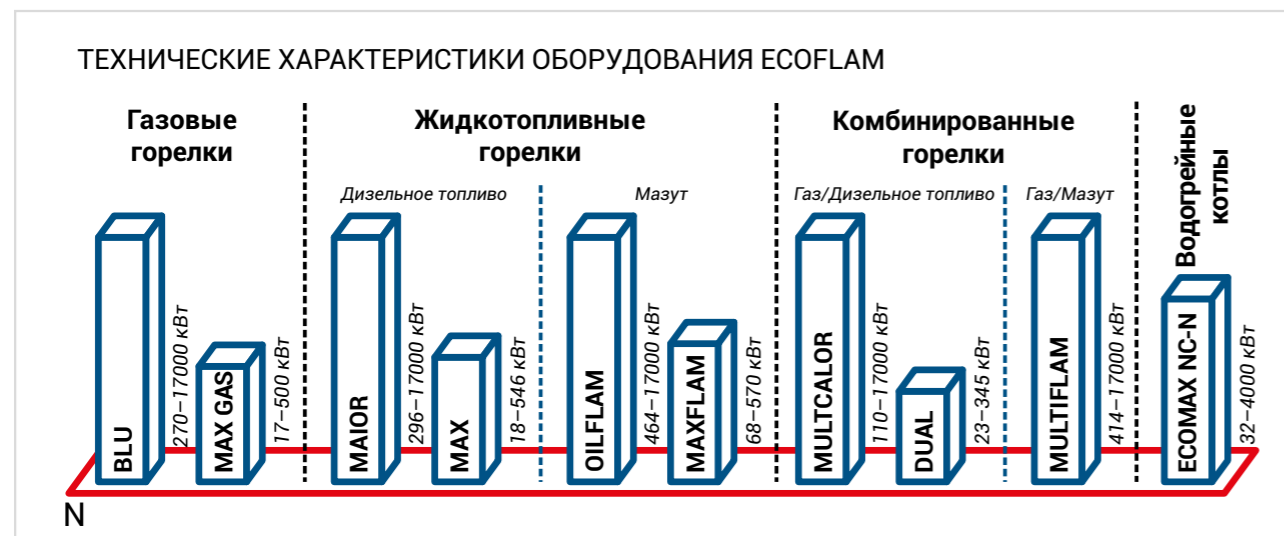 ТЕХНИЧЕСКИЕ ХАРАКТЕРИСТИКИ ОБОРУДОВАНИЯ ECOFLAM
Газовые
горелки
Жидкотопливные
горелки
Комбинированные
горелки
Водогрейные
котлы
Дизельное топливо
Мазут
Газ/Дизельное топливо
Газ/Мазут
BLU
270–17000 кВт
MAX GAS
17–500 кВт
MAIOR
296–17000 кВт
MAX
18–546 кВт
OILFLAM
464–17000 кВт
MAXFLAM
68–570 кВт
MULTCALOR
110–17000 кВт
DUAL
23–345 кВт
MULTIFLAM
414–17000 кВт
ECOMAX NC-N
32–4000 кВт
N